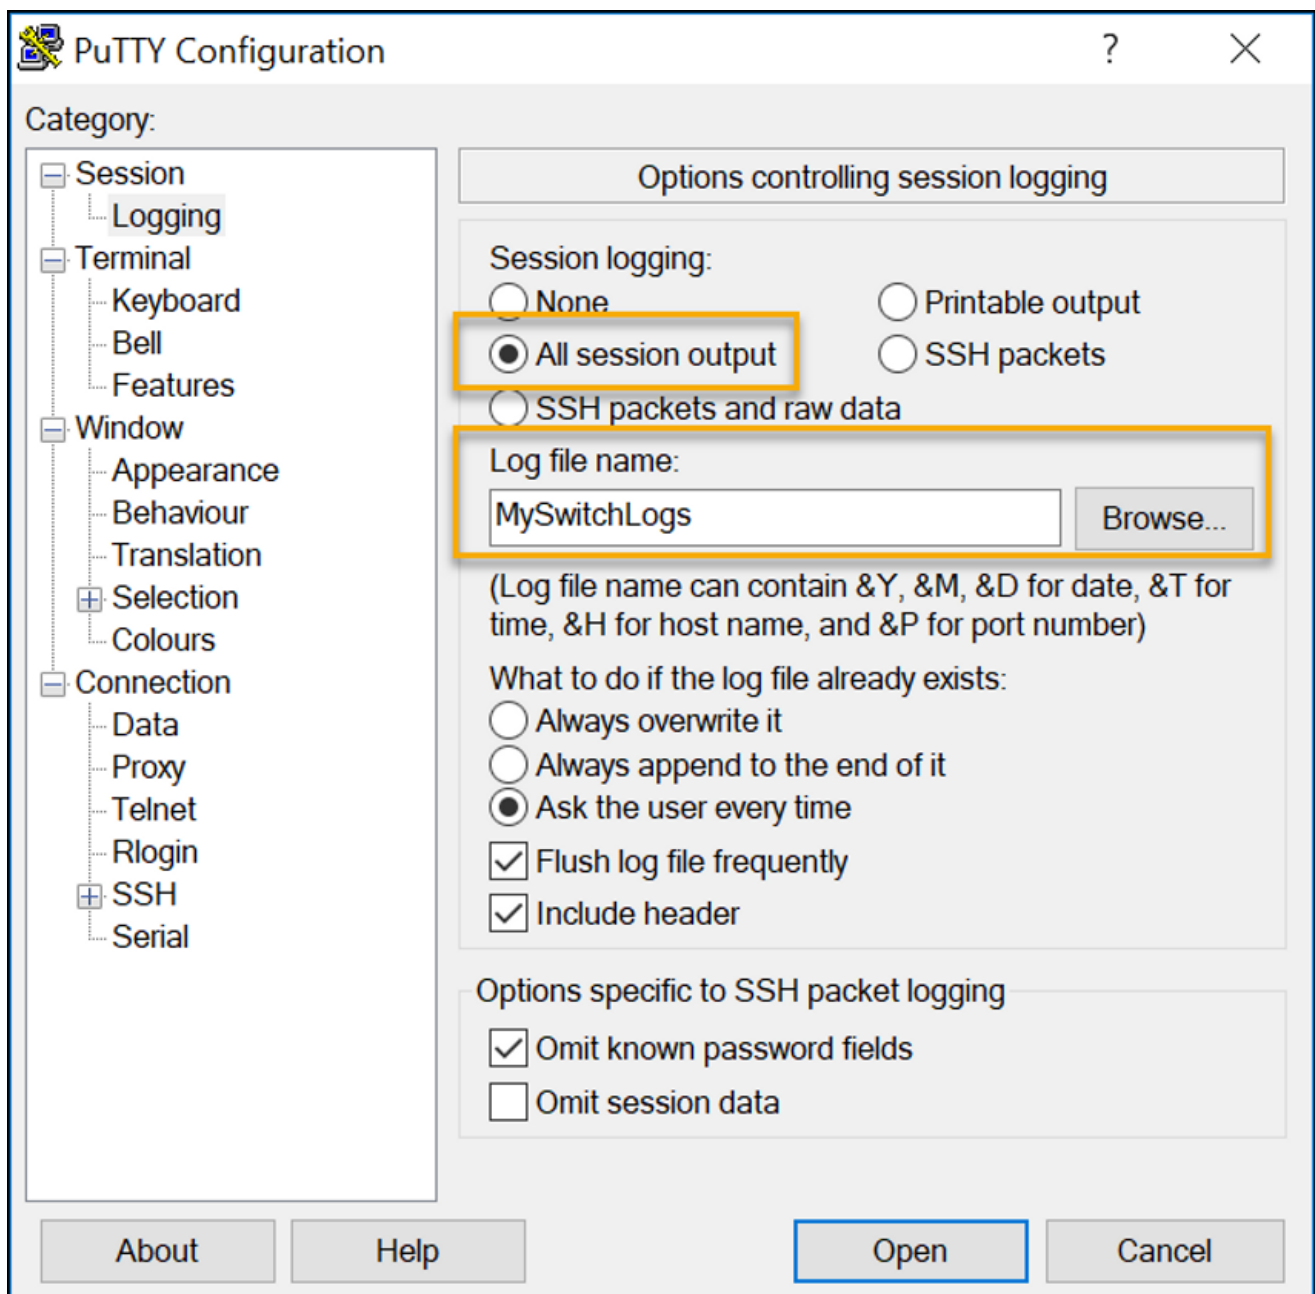 PuTTY Configuration
Category:
Session
Logging
Terminal
Keyboard
Bell
Features
Window
Appearance
Behaviour
Translation
Selection
Colours
Connection
Data
Proxy
Telnet
Rlogin
SSH
Serial
Options controlling session logging
Session logging:
None
Printable output
All session output
SSH packets
SSH packets and raw data
Log file name:
MySwitchLogs
Browse...
(Log file name can contain &Y, &M, &D for date, &T for
time, &H for host name, and &P for port number)
What to do if the log file already exists:
Always overwrite it
Always append to the end of it
Ask the user every time
Flush log file frequently
Include header
Options specific to SSH packet logging
Omit known password fields
Omit session data
About
Help
Open
Cancel